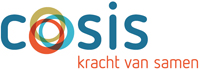 cosis
kracht van samen